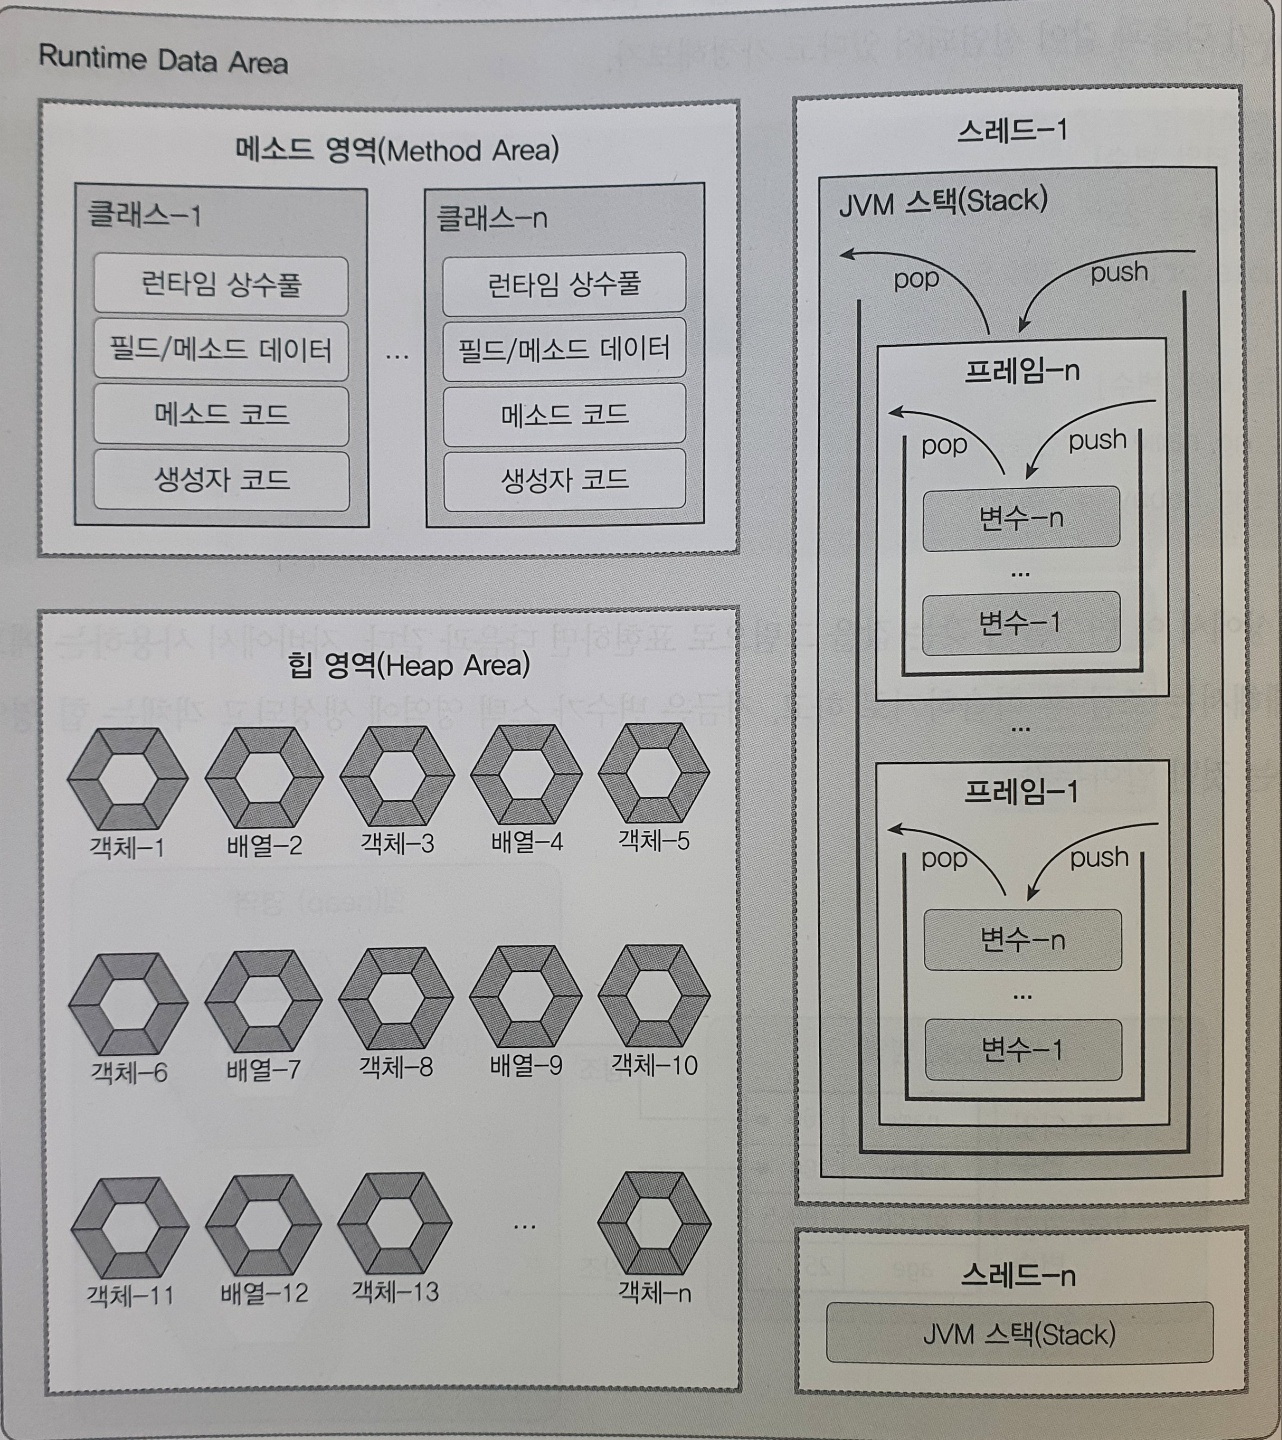 Runtime Data Area
메소드 영역(Method Area)
클래스-1
런타임 상수풀
필드/메소드 데이터
메소드 코드
생성자 코드
...
클래스-n
런타임 상수풀
필드/메소드 데이터
메소드 코드
생성자 코드
힙 영역(Heap Area)
객체-1 배열-2 객체-3 배열-4 객체-5
객체-6 배열-7 객체-8 배열-9 객체-10
객체-11 배열-12 객체-13 ... 객체-n
스레드-1
JVM 스택(Stack)
pop push
프레임-n
pop push
변수-n
...
변수-1
...
프레임-1
pop push
변수-n
...
변수-1
스레드-n
JVM 스택(Stack)